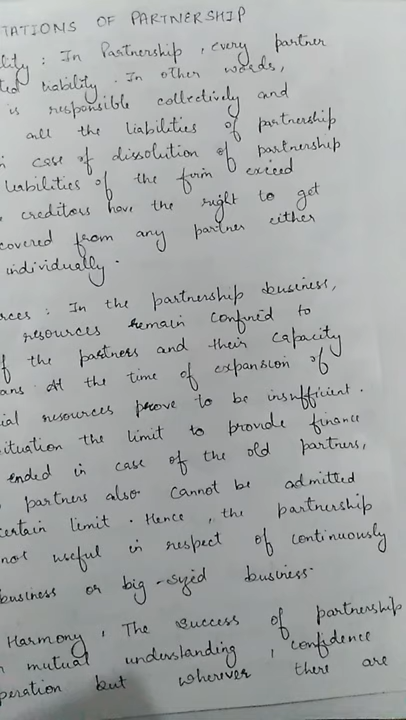 TATIONS OF PARTNERSHIP
lity : In Partnership , every partner
ted liability . In other words,
is responsible collectively and
all the liabilities of partnership
case of dissolution of partnership
liabilities of the firm exceed
creditors have the right to get
covered from any partner either
individually .
rces : In the partnership business,
resources remain confined to
f the partners and their capacity
ans . At the time of expansion of
ial resources prove to be insufficient .
ituation the limit to provide finance
ended in case of the old partners,
partners also cannot be admitted
certain limit . Hence , the partnership
not useful in respect of continuously
business or big-syed business .
Harmony , The success of partnership
n mutual understanding , confidence
peration but wherever there are